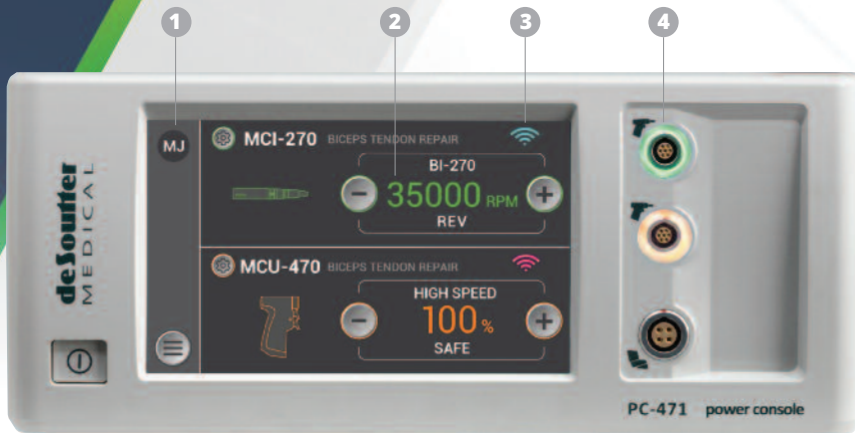 1 2 3 4
deSoutter
MEDICAL
MJ
MCI-270 BICEPS TENDON REPAIR
BI-270
35000 RPM
REV
MCU-470 BICEPS TENDON REPAIR
HIGH SPEED
100 %
SAFE
PC-471 power console